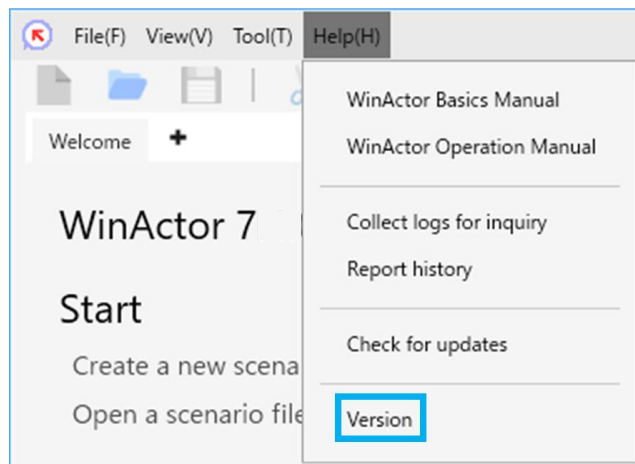 File(F) View(V) Tool(T) Help(H)
Welcome +
WinActor 7
Start
Create a new scena
Open a scenario file
WinActor Basics Manual
WinActor Operation Manual
Collect logs for inquiry
Report history
Check for updates
Version